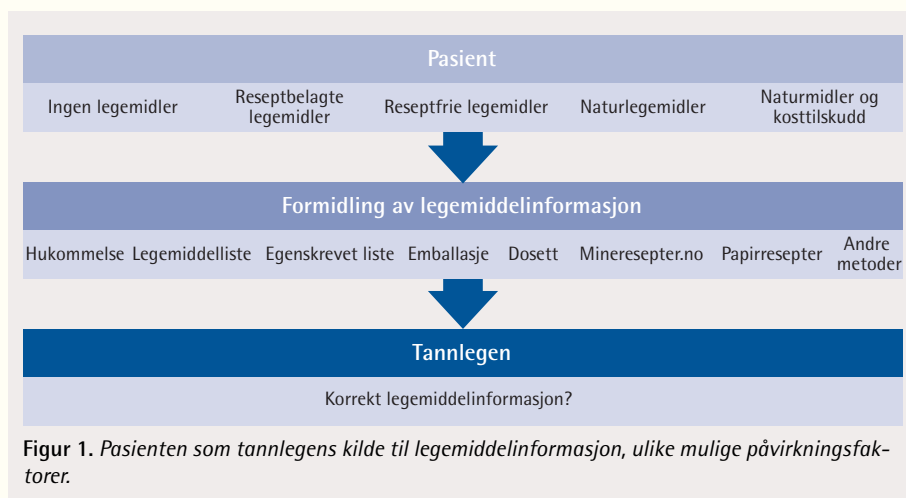 Pasient
Ingen legemidler
Reseptbelagte
legemidler
Reseptfrie legemidler
Naturlegemidler
Naturmidler og
kosttilskudd
Formidling av legemiddelinformasjon
Hukommelse
Legemiddelliste
Egenskrevet liste
Emballasje
Dosett
Mineresepter.no
Papirresepter
Andre
metoder
Tannlegen
Korrekt legemiddelinformasjon?
Figur 1. Pasienten som tannlegens kilde til legemiddelinformasjon, ulike mulige påvirkningsfak-
torer.